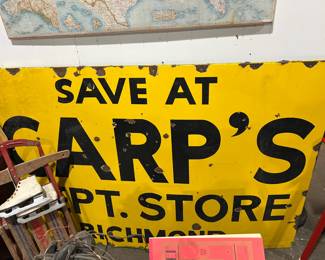 SAVE AT
CARP'S
PT. STORE
RICHMOND